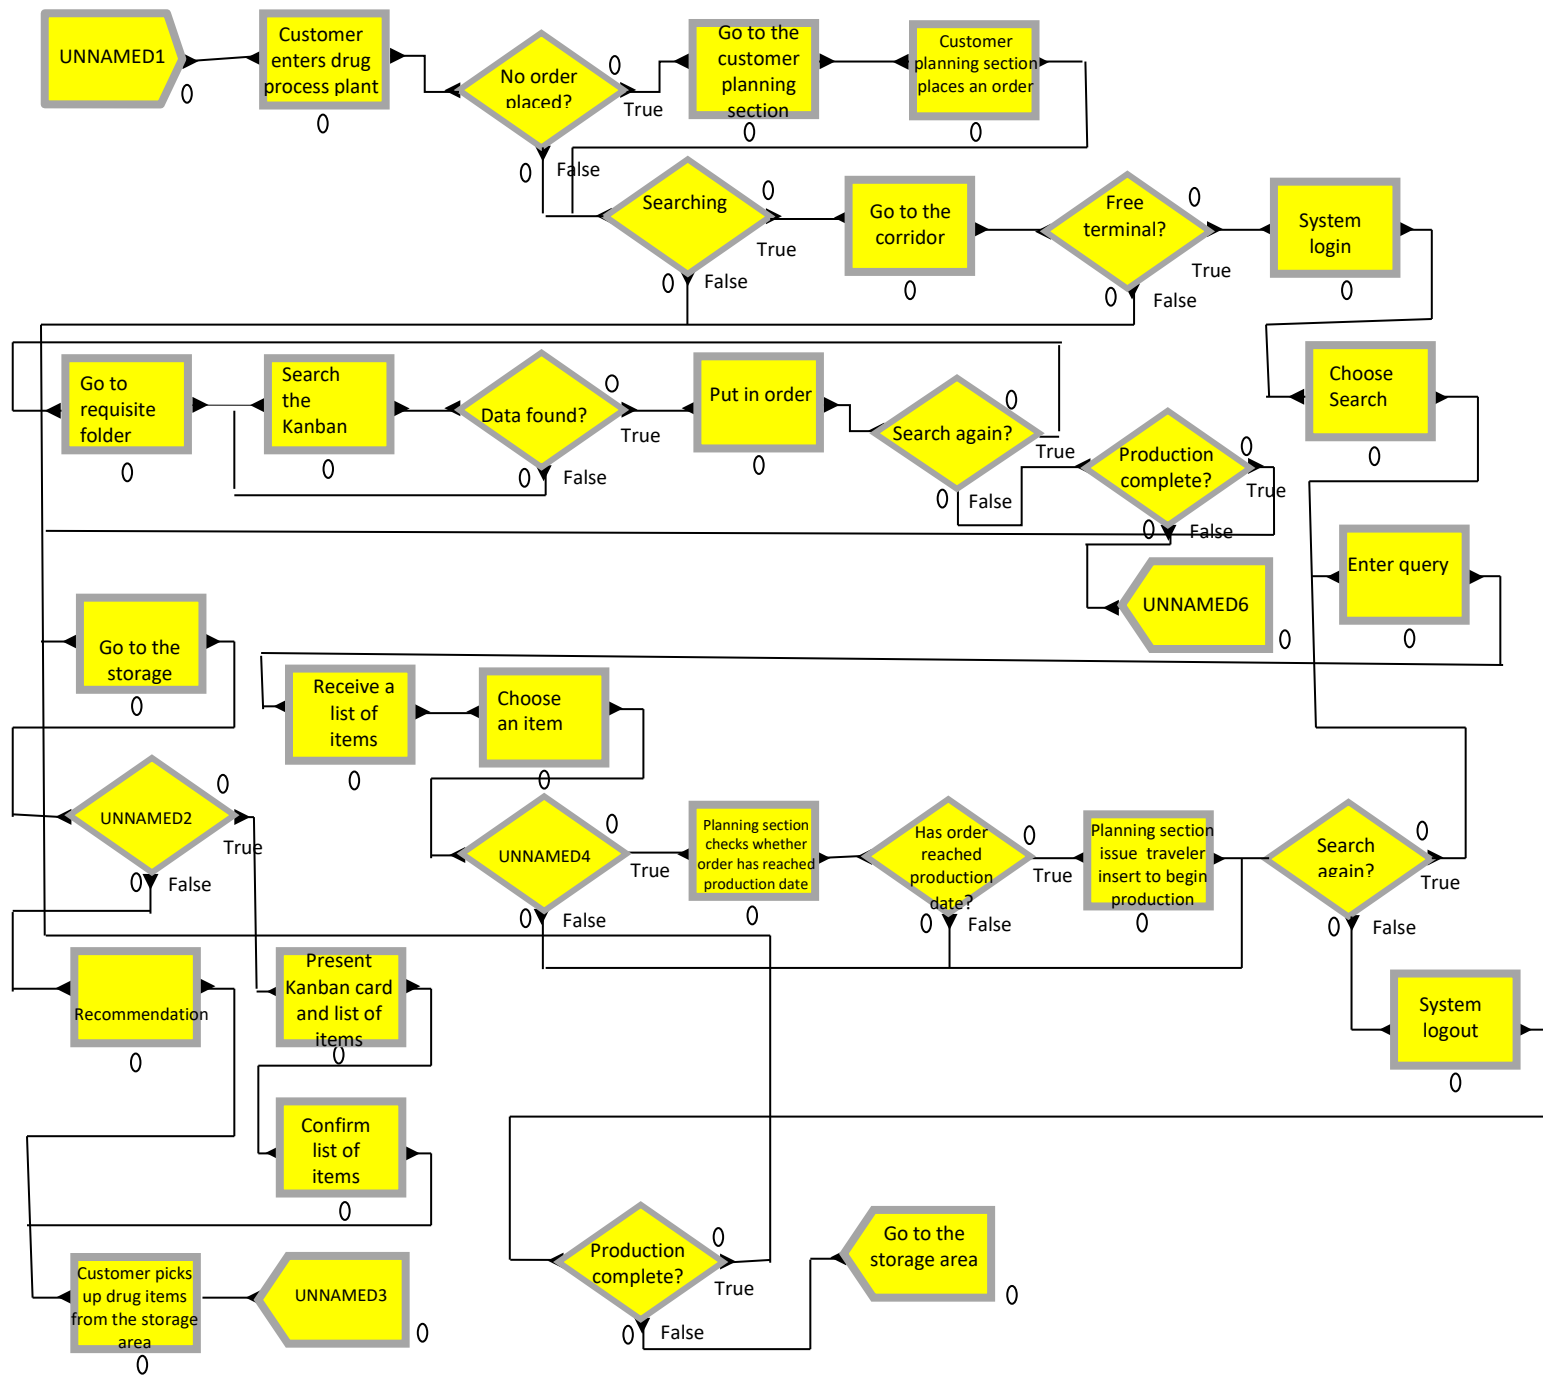 UNNAMED1
0
Customer
enters drug
process plant
0
No order
placed?
0
True
0
False
Go to the
customer
planning
section
0
Customer
planning section
places an order
0
Searching
0
True
0
False
Go to the
corridor
0
Free
terminal?
0
True
0
False
System
login
0
Go to
requisite
folder
0
Search
the
Kanban
0
Data found?
0
True
0
False
Put in order
0
Search again?
0
True
0
False
Production
complete?
0
True
0
False
Choose
Search
0
UNNAMED6
0
Enter query
0
Go to the
storage
0
Receive a
list of
items
0
Choose
an item
0
UNNAMED2
0
True
0
False
UNNAMED4
0
True
0
False
Planning section
checks whether
order has reached
production date
0
Has order
reached
production
date?
0
True
0
False
Planning section
issue traveler
insert to begin
production
0
Search
again?
0
True
0
False
Recommendation
0
Present
Kanban card
and list of
items
0
System
logout
0
Confirm
list of
items
0
Customer picks
up drug items
from the storage
area
0
UNNAMED3
0
Production
complete?
0
True
0
False
Go to the
storage area
0